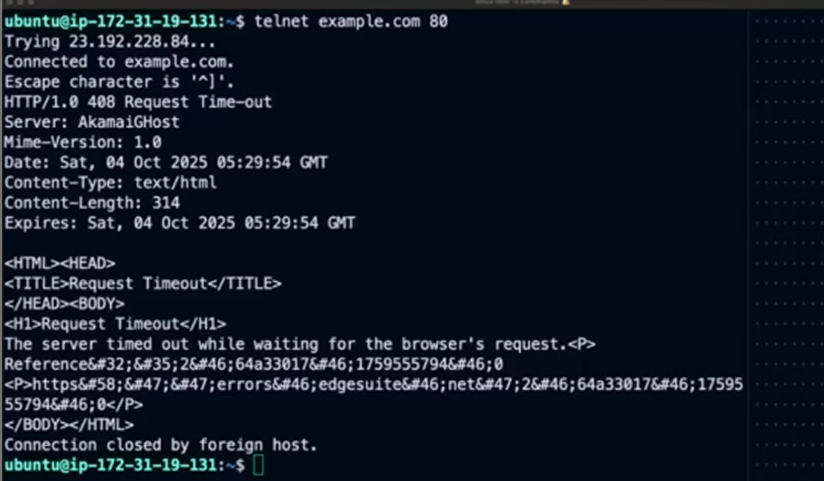 ubuntu@ip-172-31-19-131:~$ telnet example.com 80
Trying 23.192.228.84...
Connected to example.com.
Escape character is '^]'.
HTTP/1.0 408 Request Time-out
Server: AkamaiGHost
Mime-Version: 1.0
Date: Sat, 04 Oct 2025 05:29:54 GMT
Content-Type: text/html
Content-Length: 314
Expires: Sat, 04 Oct 2025 05:29:54 GMT

<HTML><HEAD>
<TITLE>Request Timeout</TITLE>
</HEAD><BODY>
<H1>Request Timeout</H1>
The server timed out while waiting for the browser's request.<P>
Reference&#32;&#35;2&#46;64a33017&#46;1759555794&#46;0
<P>https&#58;&#47;&#47;errors&#46;edgesuite&#46;net&#47;2&#46;64a33017&#46;17595
55794&#46;0</P>
</BODY></HTML>
Connection closed by foreign host.
ubuntu@ip-172-31-19-131:~$